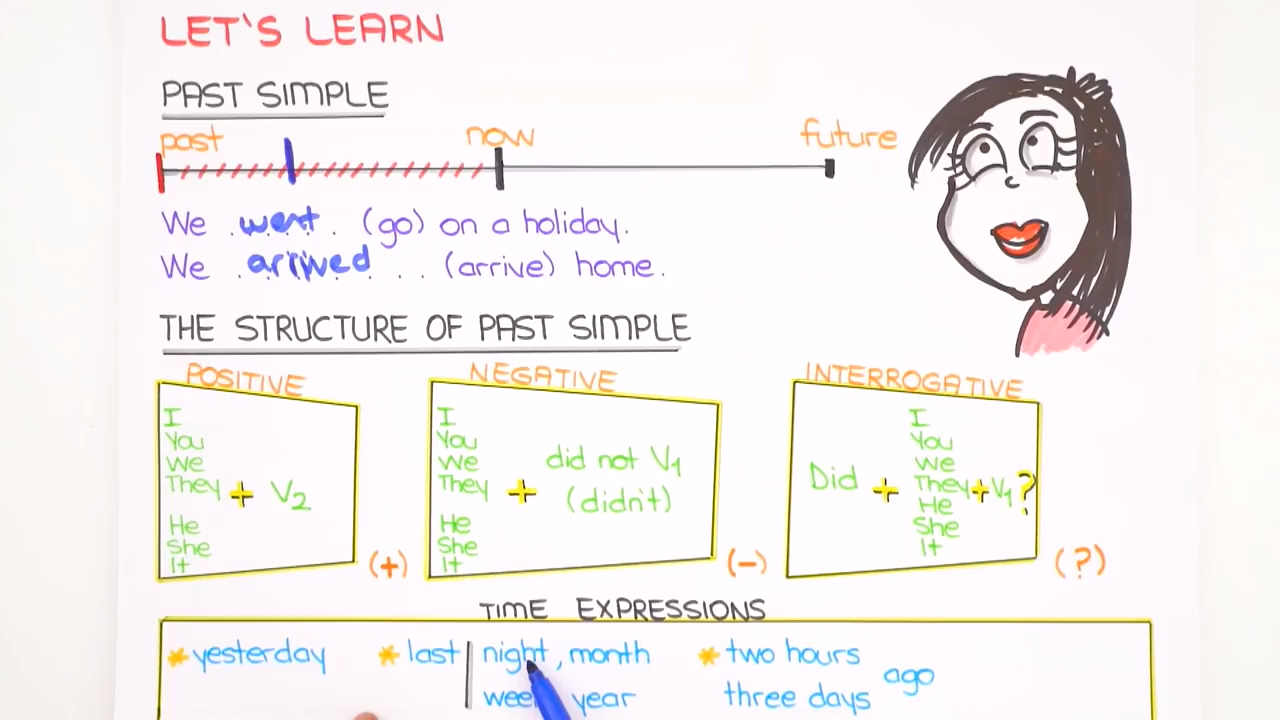 LET'S LEARN
PAST SIMPLE
past now future
We .went. (go) on a holiday.
We .arrived. . . (arrive) home.
THE STRUCTURE OF PAST SIMPLE
POSITIVE
I
You
We
They + V2
He
She
It
(+)
NEGATIVE
I
You
We
They + did not V1
(didn't)
He
She
It
(-)
INTERROGATIVE
Did +
I
You
We
They
He
She
It
+ V1 ?
(?)
TIME EXPRESSIONS
* yesterday
* last | night, month
year
* two hours
three days
ago